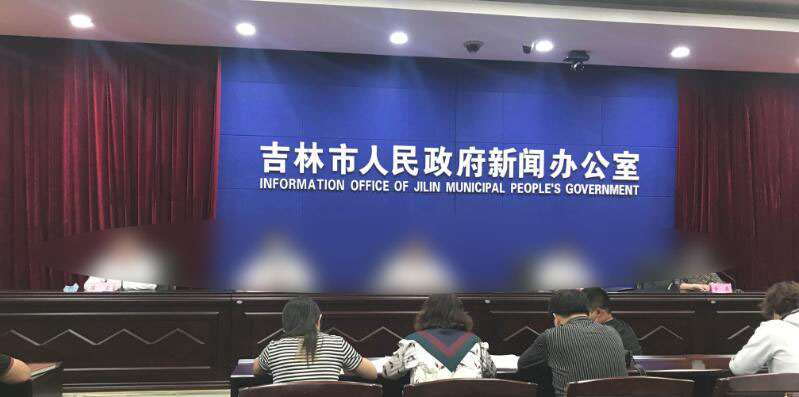 吉林市人民政府新闻办公室
INFORMATION OFFICE OF JILIN MUNICIPAL PEOPLE'S GOVERNMENT